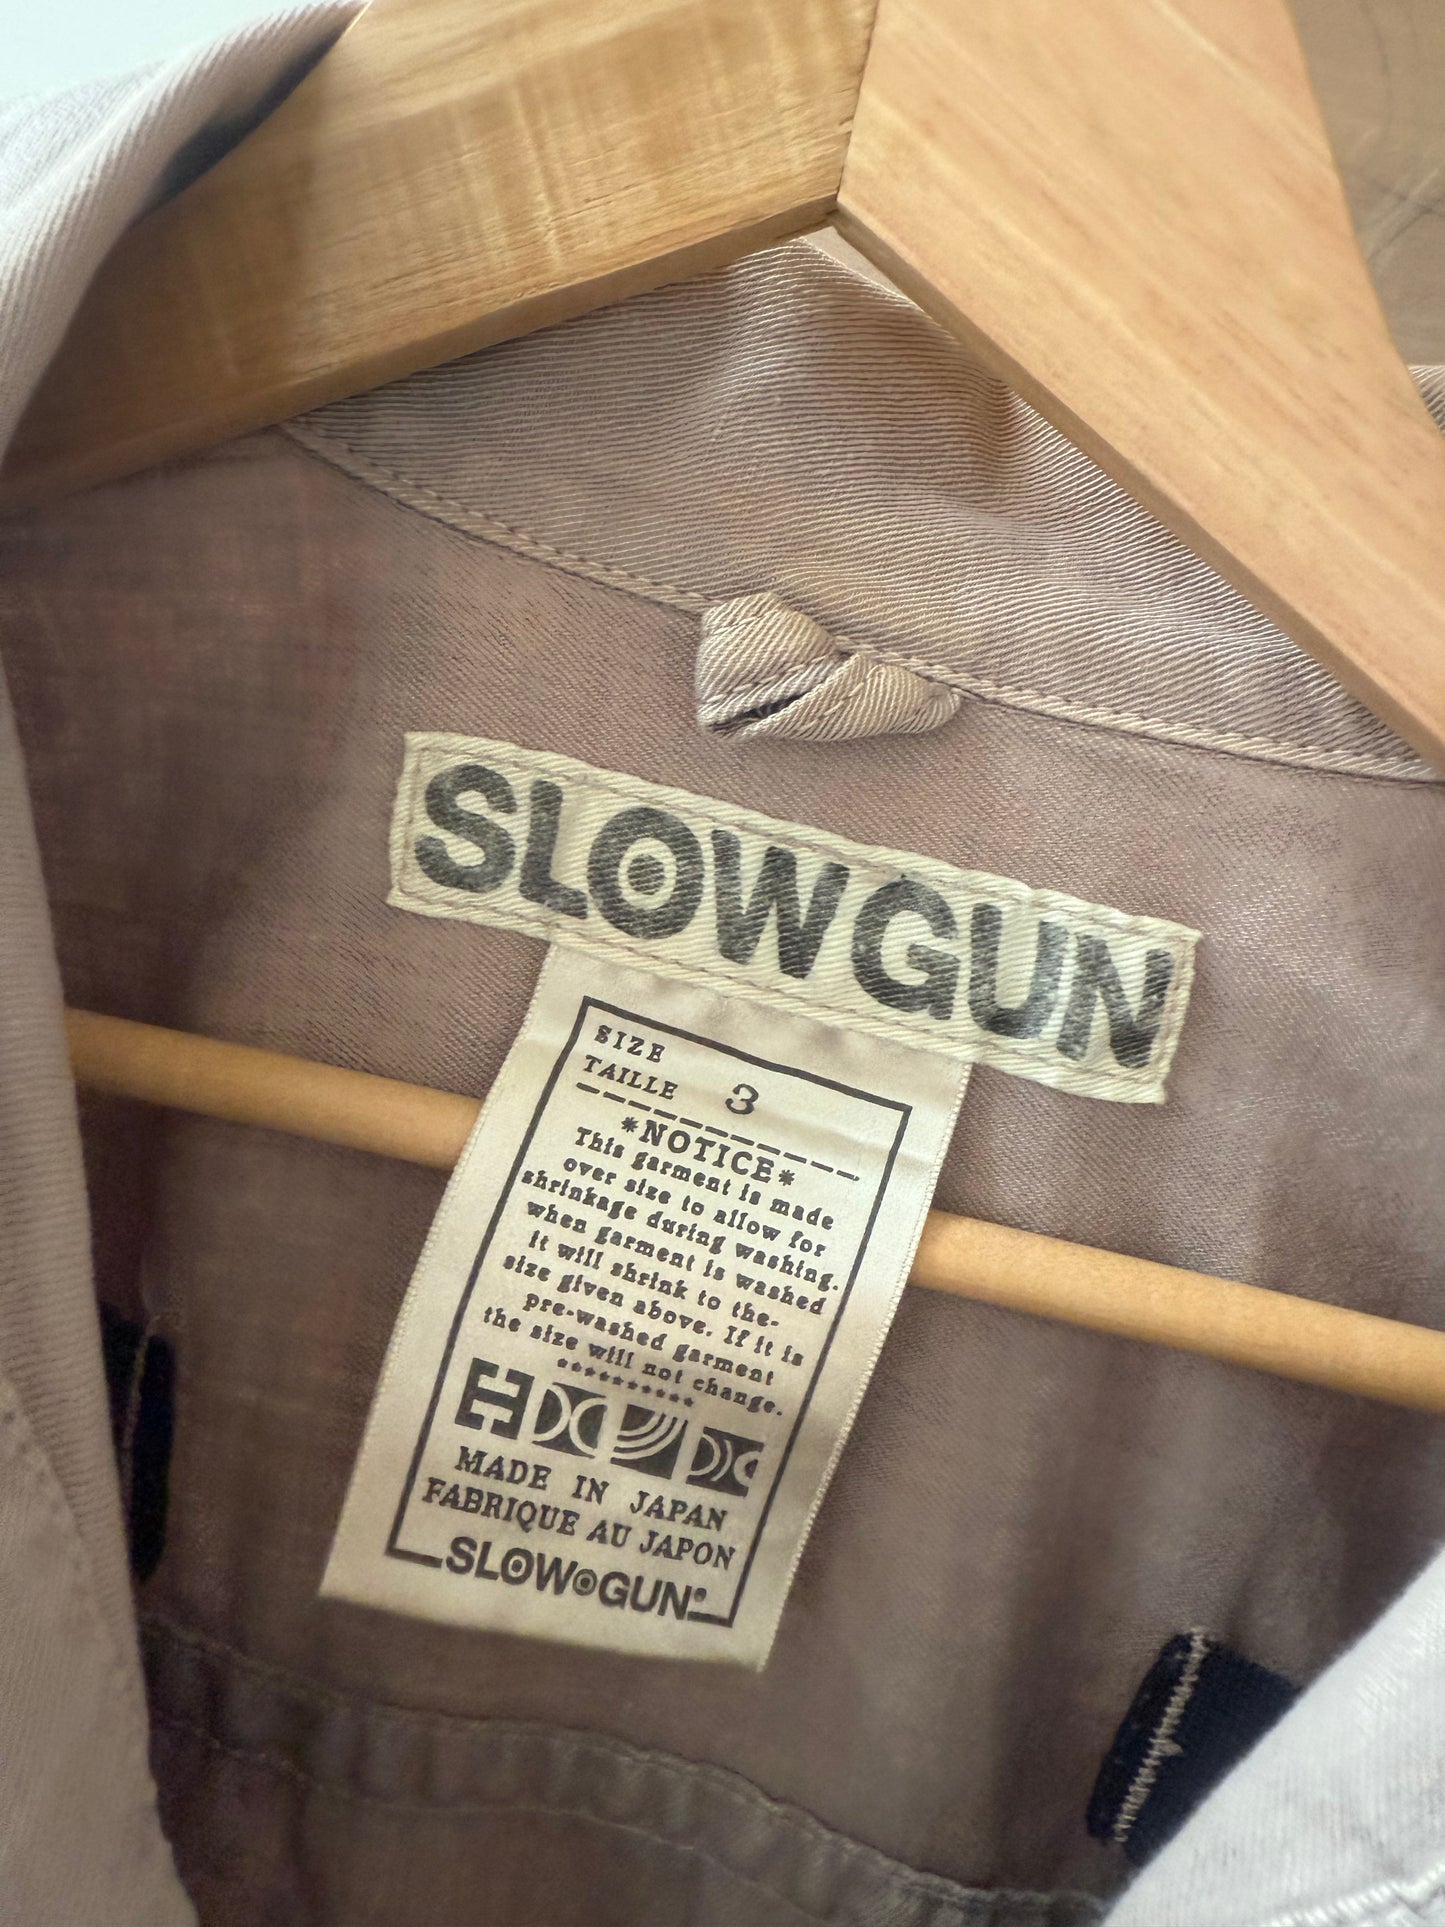 SLOWGUN
SIZE
TAILLE 3
*NOTICE*
This garment is made
over size to allow for
shrinkage during washing.
when garment is washed
it will shrink to the-
size given above. If it is
pre-washed garment
the size will not change.
**********
MADE IN JAPAN
FABRIQUE AU JAPON
SLOWGUN